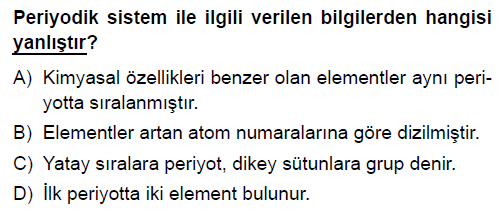 Periyodik sistem ile ilgili verilen bilgilerden hangisi
yanlıştır?
A) Kimyasal özellikleri benzer olan elementler aynı peri-
yotta sıralanmıştır.
B) Elementler artan atom numaralarına göre dizilmiştir.
C) Yatay sıralara periyot, dikey sütunlara grup denir.
D) İlk periyotta iki element bulunur.